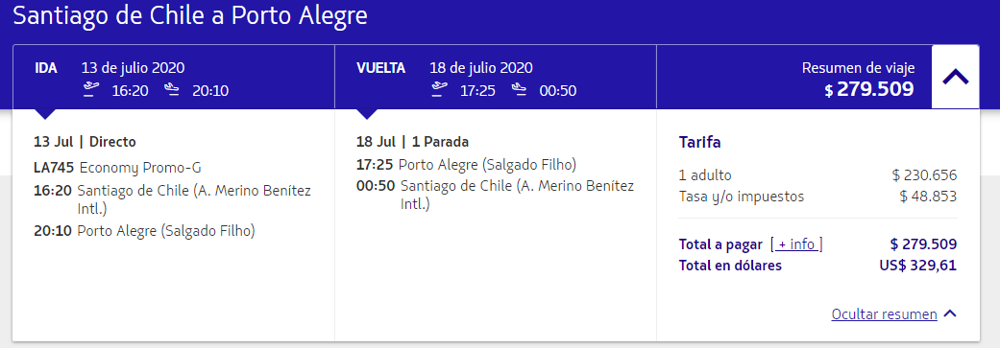 Santiago de Chile a Porto Alegre
IDA 13 de julio 2020
16:20 20:10
VUELTA 18 de julio 2020
17:25 00:50
Resumen de viaje
$ 279.509
13 Jul | Directo
LA745 Economy Promo-G
16:20 Santiago de Chile (A. Merino Benítez
Intl.)
20:10 Porto Alegre (Salgado Filho)
18 Jul | 1 Parada
17:25 Porto Alegre (Salgado Filho)
00:50 Santiago de Chile (A. Merino Benítez
Intl.)
Tarifa
1 adulto $ 230.656
Tasa y/o impuestos $ 48.853
Total a pagar [ + info ] $ 279.509
Total en dólares US$ 329,61
Ocultar resumen